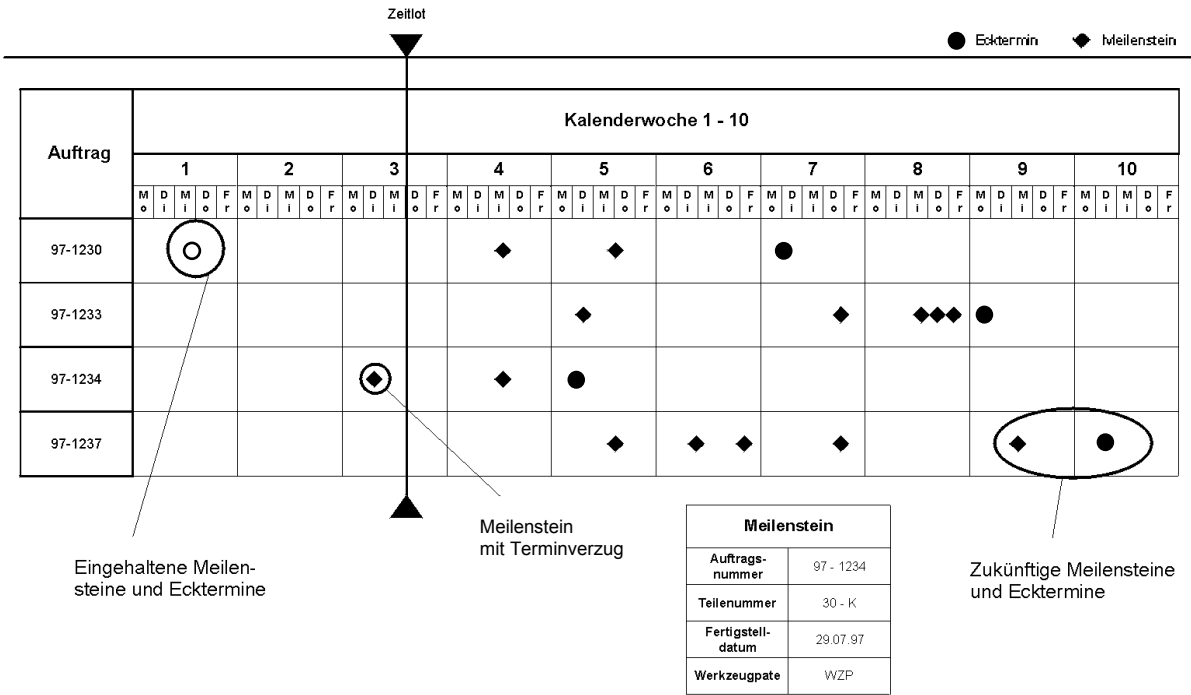 Zeitlot
Ecktermin Meilenstein
Auftrag
Kalenderwoche 1 - 10
1 2 3 4 5 6 7 8 9 10
Mo Di Mi Do Fr Mo Di Mi Do Fr Mo Di Mi Do Fr Mo Di Mi Do Fr Mo Di Mi Do Fr Mo Di Mi Do Fr Mo Di Mi Do Fr Mo Di Mi Do Fr Mo Di Mi Do Fr Mo Di Mi Do Fr
97-1230
97-1233
97-1234
97-1237
Eingehaltene Meilen-
steine und Ecktermine
Meilenstein
mit Terminverzug
Meilenstein
Auftrags-
nummer
97 - 1234
Teilenummer
30 - K
Fertigstell-
datum
29.07.97
Werkzeugpate
WZP
Zukünftige Meilensteine
und Ecktermine